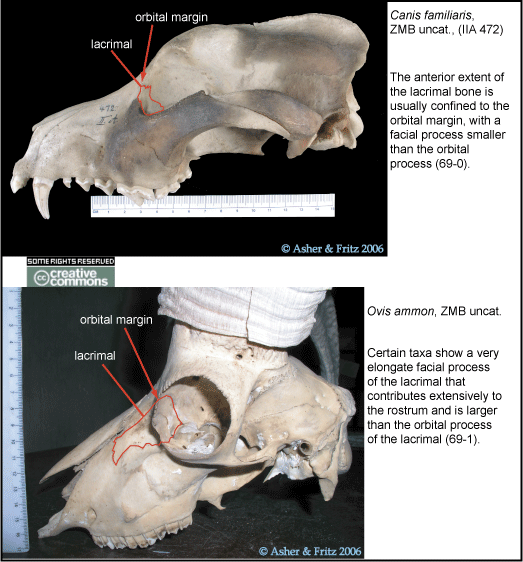 orbital margin
lacrimal
472
Canis familiaris,
ZMB uncat., (IIA 472)
The anterior extent of
the lacrimal bone is
usually confined to the
orbital margin, with a
facial process smaller
than the orbital
process (69-0).
© Asher & Fritz 2006
SOME RIGHTS RESERVED
cc creative
commons
orbital margin
lacrimal
Ovis ammon, ZMB uncat.
Certain taxa show a very
elongate facial process
of the lacrimal that
contributes extensively to
the rostrum and is larger
than the orbital process
of the lacrimal (69-1).
© Asher & Fritz 2006